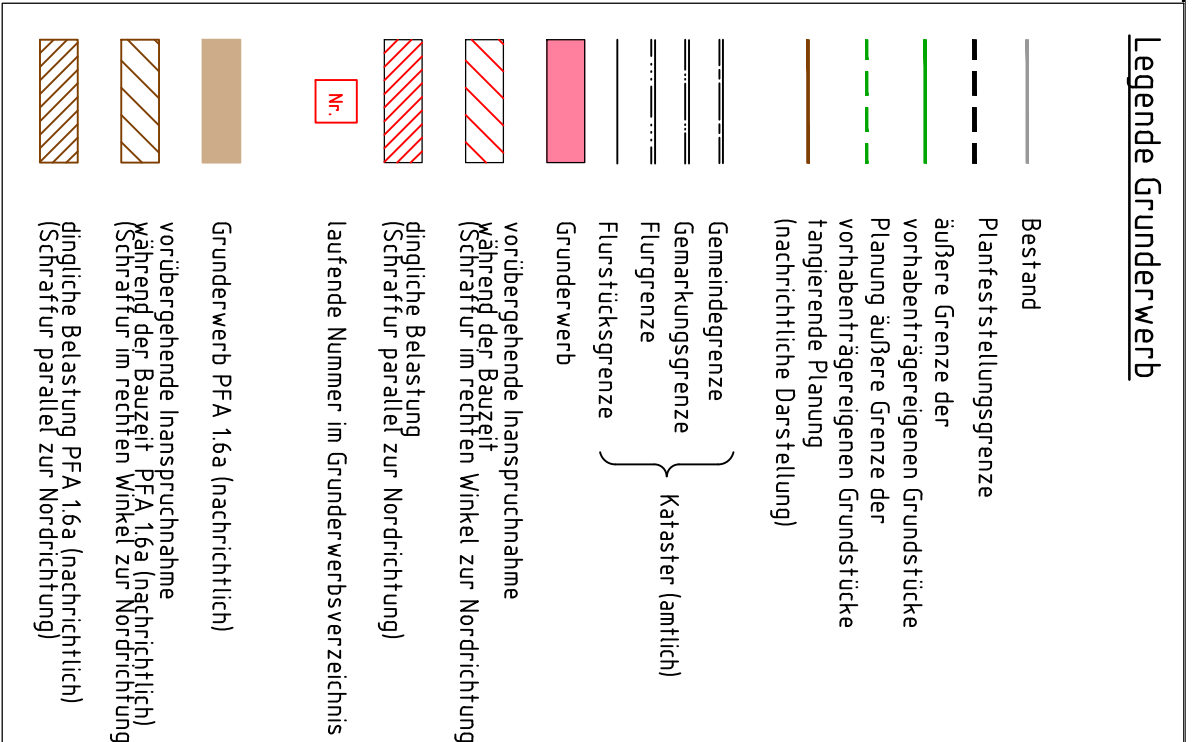 Legende Grunderwerb
Bestand
Planfeststellungsgrenze
äußere Grenze der
vorhabenträgereigenen Grundstücke
Planung äußere Grenze der
vorhabenträgereigenen Grundstücke
tangierende Planung
(nachrichtliche Darstellung)
Gemeindegrenze
Gemarkungsgrenze
Flurgrenze
Flurstücksgrenze
Kataster (amtlich)
Grunderwerb
vorübergehende Inanspruchnahme
während der Bauzeit
(Schraffur im rechten Winkel zur Nordrichtung
dingliche Belastung
(Schraffur parallel zur Nordrichtung)
Nr.
laufende Nummer im Grunderwerbsverzeichnis
Grunderwerb PFA 1.6a (nachrichtlich)
vorübergehende Inanspruchnahme
während der Bauzeit PFA 1.6a (nachrichtlich)
(Schraffur im rechten Winkel zur Nordrichtung
dingliche Belastung PFA 1.6a (nachrichtlich)
(Schraffur parallel zur Nordrichtung)